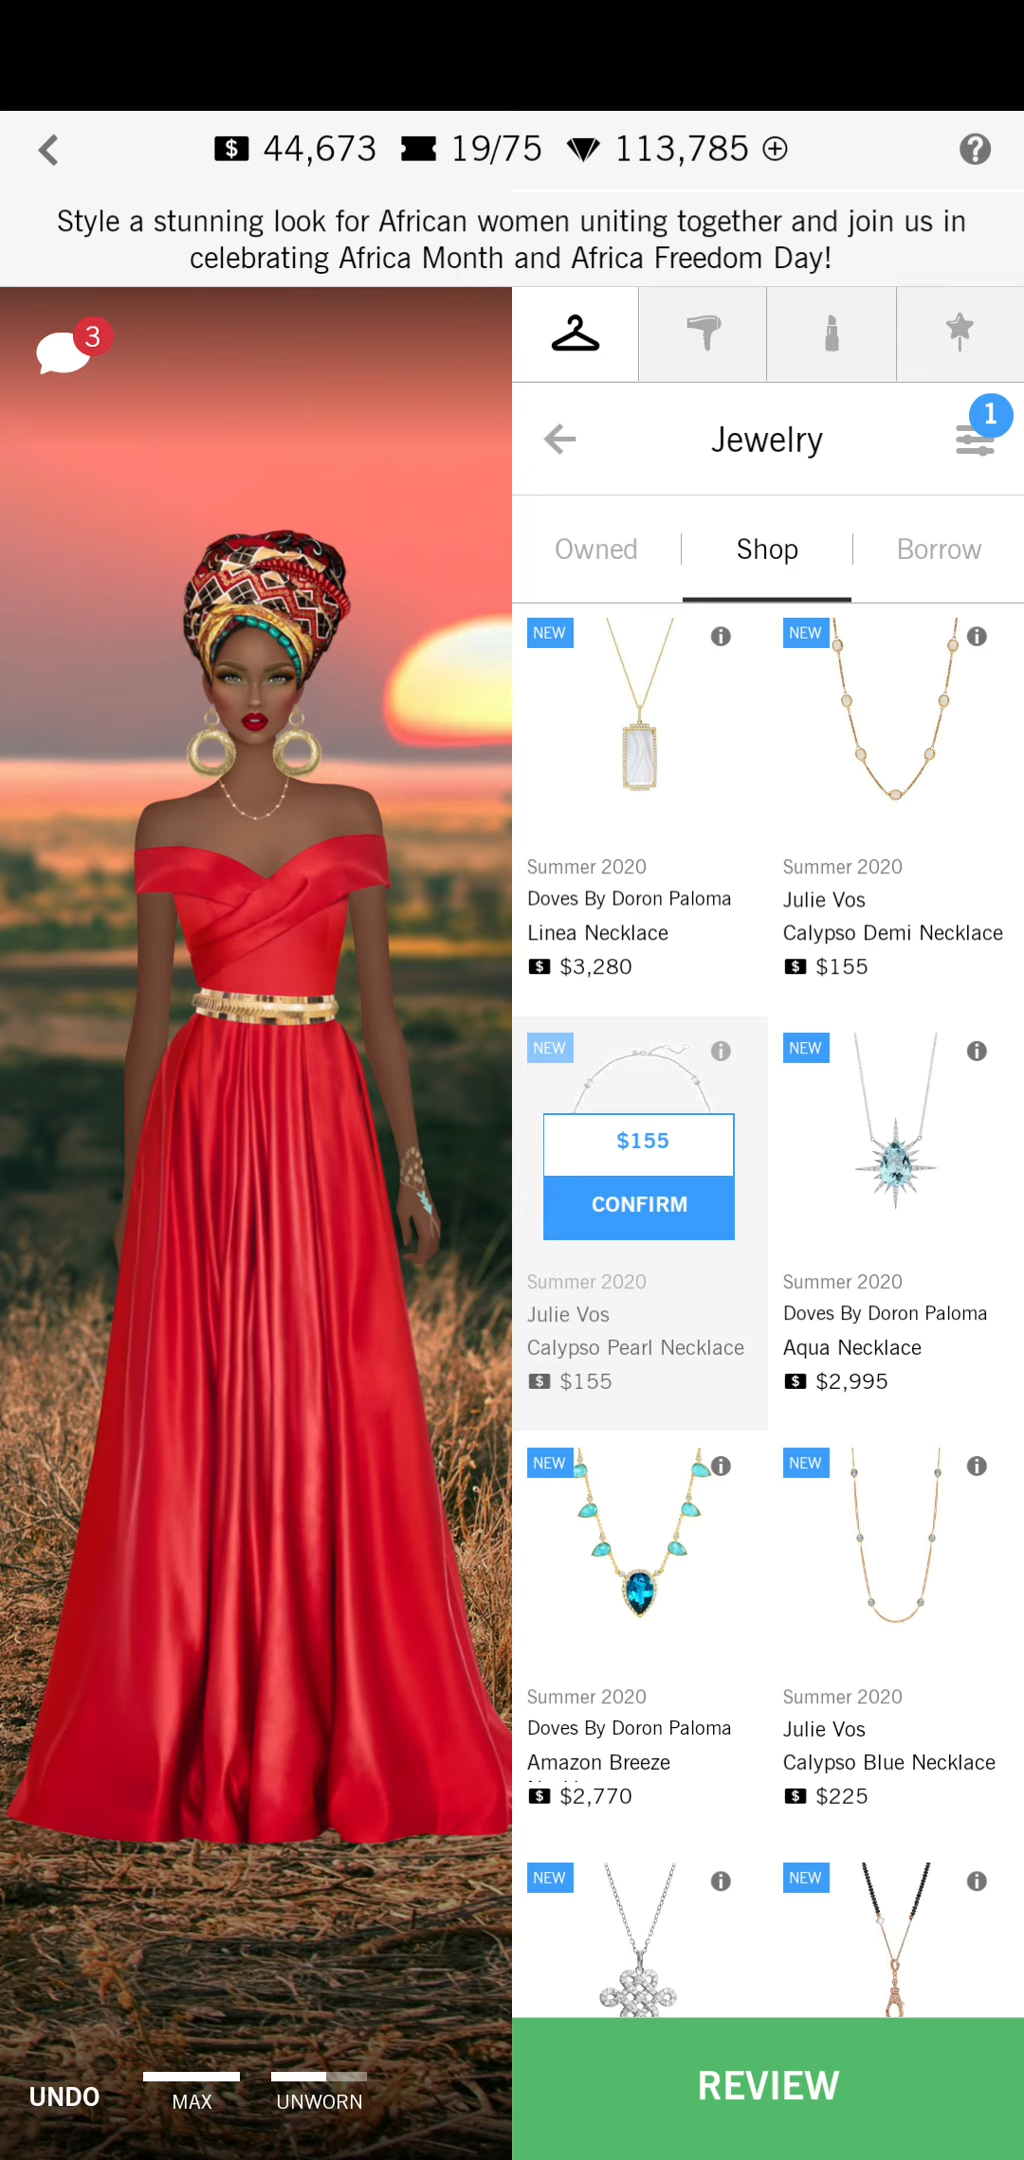 44,673 19/75 113,785
Style a stunning look for African women uniting together and join us in
celebrating Africa Month and Africa Freedom Day!
3
1
Jewelry
Owned Shop Borrow
NEW
Summer 2020
Doves By Doron Paloma
Linea Necklace
$ $3,280
NEW
Summer 2020
Julie Vos
Calypso Demi Necklace
$ $155
NEW
$155
CONFIRM
Summer 2020
Julie Vos
Calypso Pearl Necklace
$ $155
NEW
Summer 2020
Doves By Doron Paloma
Aqua Necklace
$ $2,995
NEW
Summer 2020
Doves By Doron Paloma
Amazon Breeze
$ $2,770
NEW
Summer 2020
Julie Vos
Calypso Blue Necklace
$ $225
NEW
NEW
UNDO
MAX
UNWORN
REVIEW